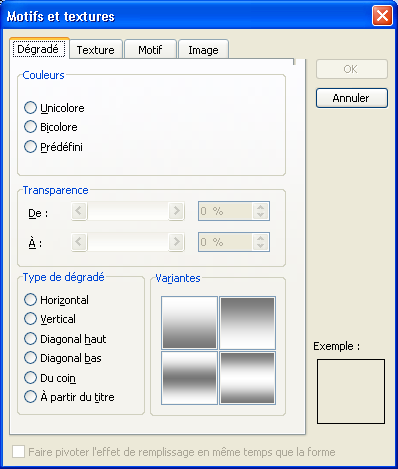 Motifs et textures
Dégradé Texture Motif Image
OK
Annuler
Couleurs
Unicolore
Bicolore
Prédéfini
Transparence
De : 0 %
À : 0 %
Type de dégradé
Horizontal
Vertical
Diagonal haut
Diagonal bas
Du coin
À partir du titre
Variantes
Exemple :
Faire pivoter l'effet de remplissage en même temps que la forme